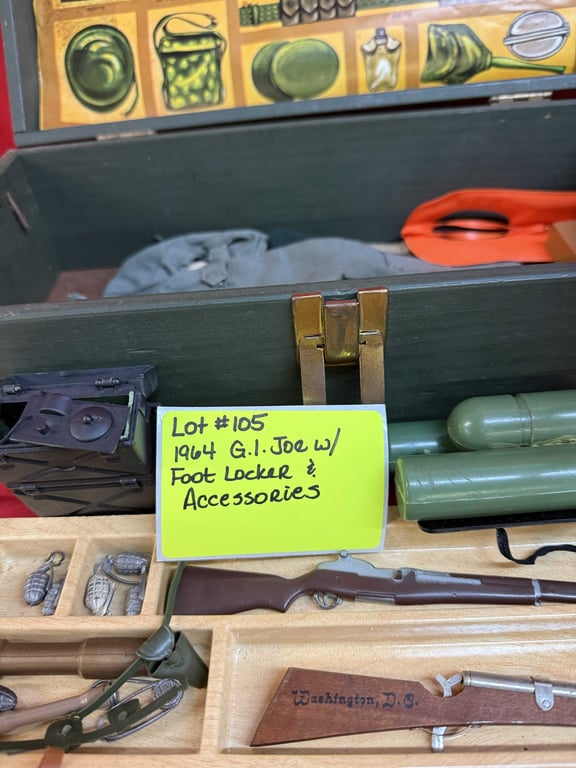 Lot #105
1964 G.I. Joe w/
Foot Locker &
Accessories
Washington, D.C.